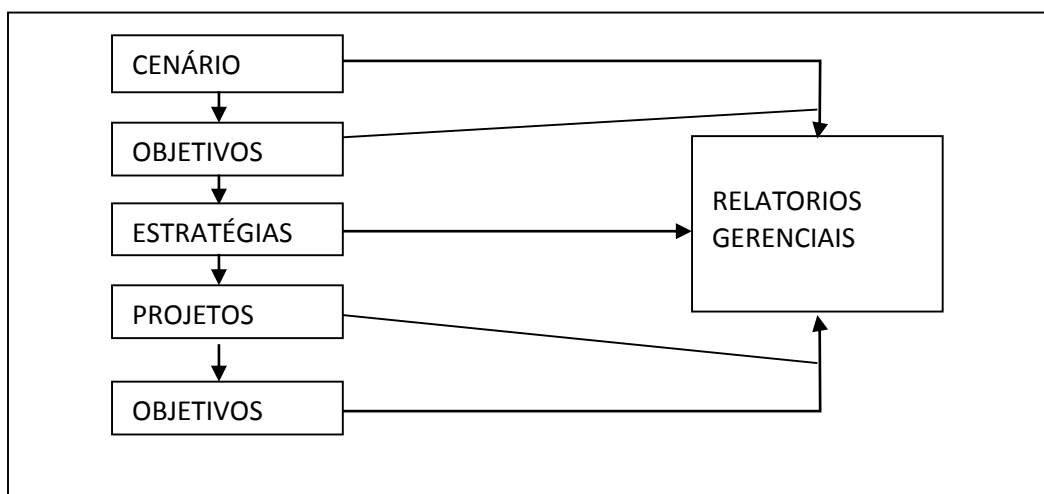 CENÁRIO
OBJETIVOS
ESTRATÉGIAS
PROJETOS
OBJETIVOS
RELATORIOS
GERENCIAIS